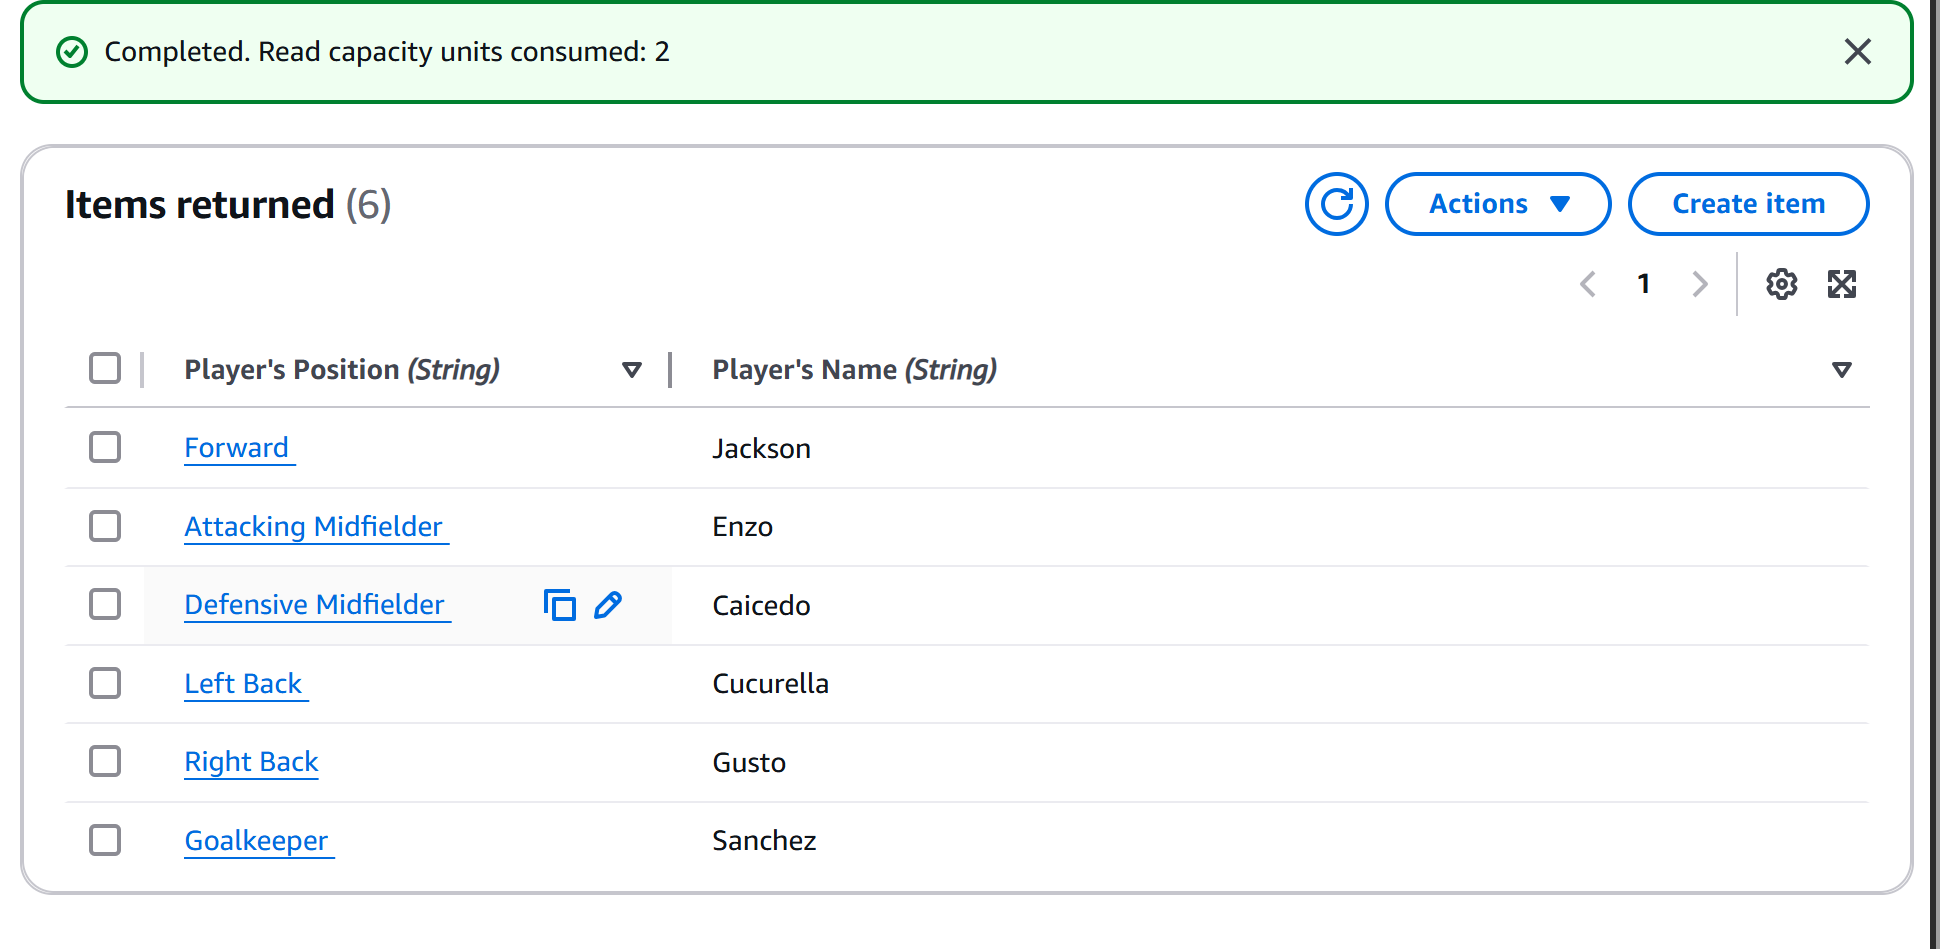 Completed. Read capacity units consumed: 2
Items returned (6)
Actions
Create item
1
Player's Position (String)
Player's Name (String)
Forward
Jackson
Attacking Midfielder
Enzo
Defensive Midfielder
Caicedo
Left Back
Cucurella
Right Back
Gusto
Goalkeeper
Sanchez